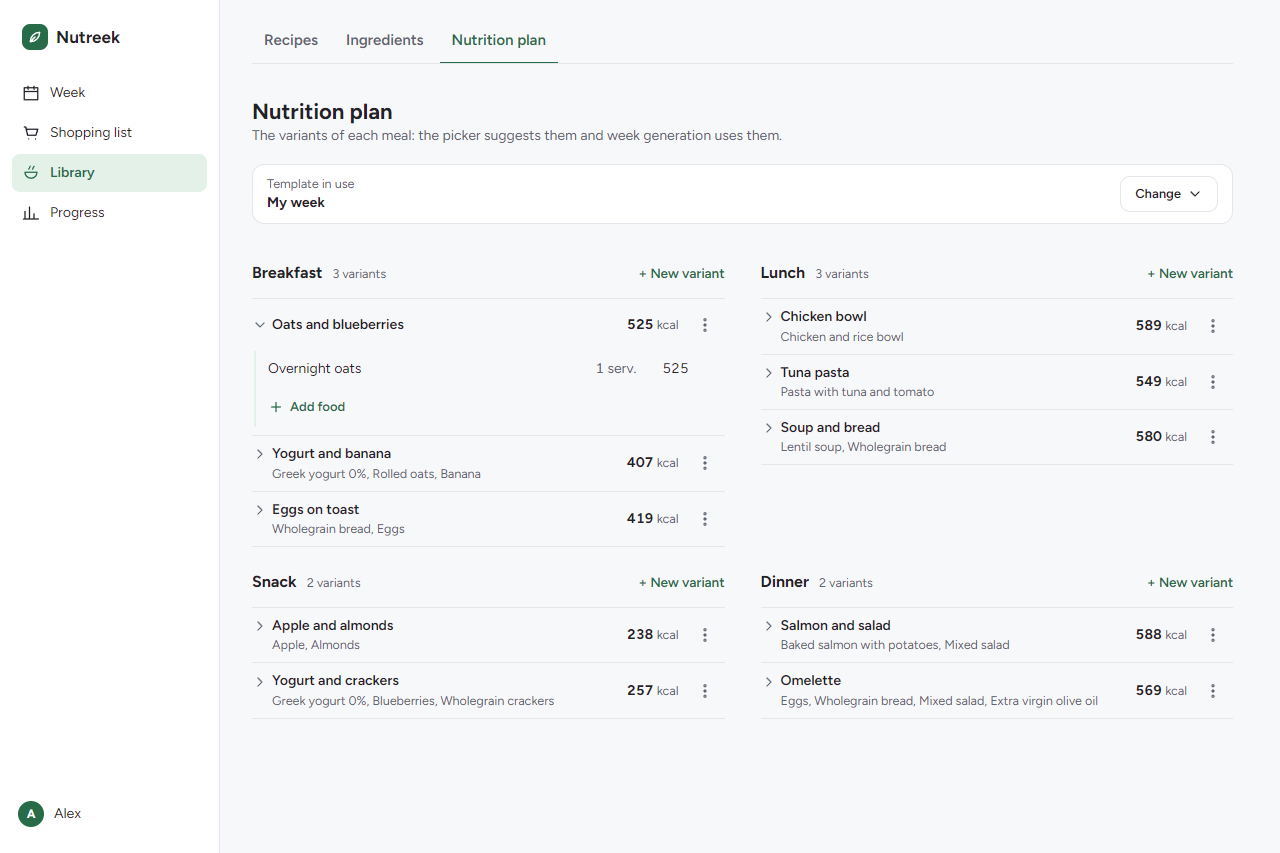 Nutreek
Week
Shopping list
Library
Progress
A Alex
Recipes Ingredients Nutrition plan
Nutrition plan
The variants of each meal: the picker suggests them and week generation uses them.
Template in use
My week
Change
Breakfast 3 variants + New variant
Oats and blueberries 525 kcal
Overnight oats 1 serv. 525
+ Add food
Yogurt and banana 407 kcal
Greek yogurt 0%, Rolled oats, Banana
Eggs on toast 419 kcal
Wholegrain bread, Eggs
Lunch 3 variants + New variant
Chicken bowl 589 kcal
Chicken and rice bowl
Tuna pasta 549 kcal
Pasta with tuna and tomato
Soup and bread 580 kcal
Lentil soup, Wholegrain bread
Snack 2 variants + New variant
Apple and almonds 238 kcal
Apple, Almonds
Yogurt and crackers 257 kcal
Greek yogurt 0%, Blueberries, Wholegrain crackers
Dinner 2 variants + New variant
Salmon and salad 588 kcal
Baked salmon with potatoes, Mixed salad
Omelette 569 kcal
Eggs, Wholegrain bread, Mixed salad, Extra virgin olive oil